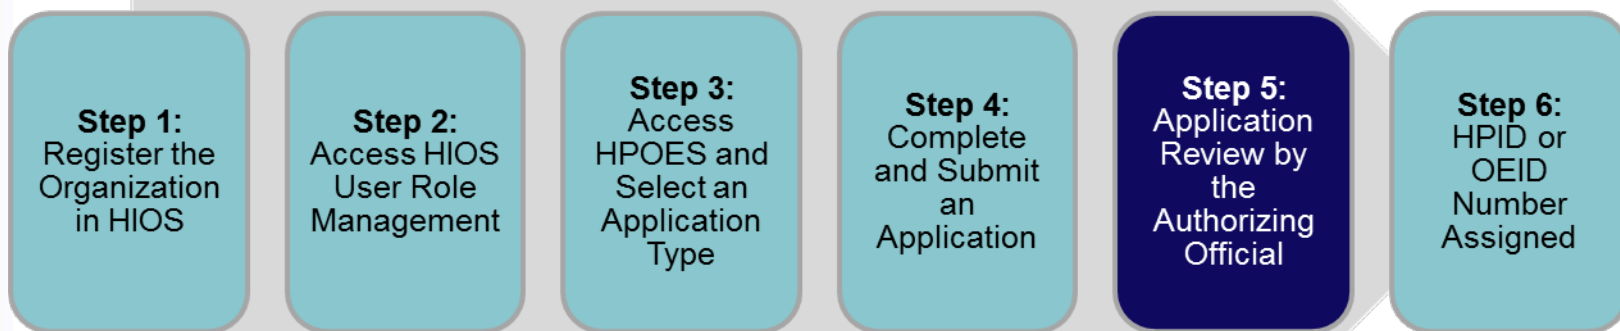 Step 1:
Register the
Organization
in HIOS
Step 2:
Access HIOS
User Role
Management
Step 3:
Access
HPOES and
Select an
Application
Type
Step 4:
Complete
and Submit
an
Application
Step 5:
Application
Review by
the
Authorizing
Official
Step 6:
HPID or
OEID
Number
Assigned